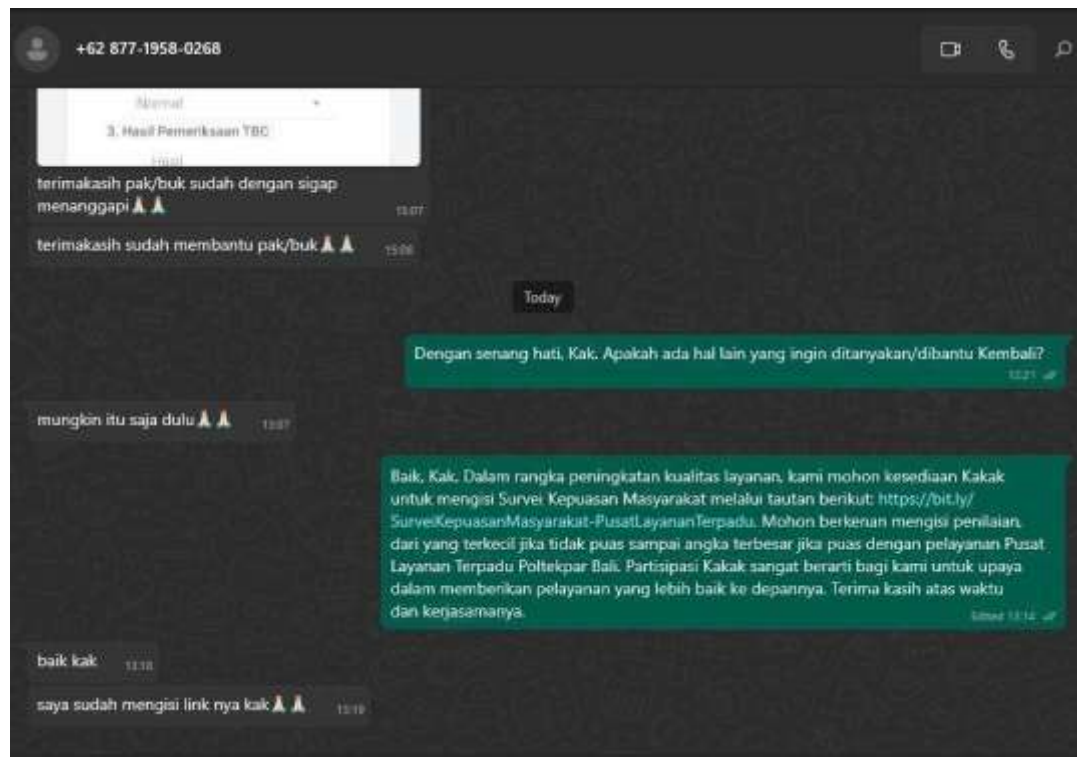 +62 877-1958-0268
Normal
3. Hasil Pemeriksaan TBC
Hasil
terimakasih pak/buk sudah dengan sigap
menanggapi🙏🏻🙏🏻
terimakasih sudah membantu pak/buk🙏🏻🙏🏻
Today
Dengan senang hati, Kak. Apakah ada hal lain yang ingin ditanyakan/dibantu Kembali?
mungkin itu saja dulu🙏🏻🙏🏻
Baik, Kak. Dalam rangka peningkatan kualitas layanan, kami mohon kesediaan Kakak
untuk mengisi Survei Kepuasan Masyarakat melalui tautan berikut: https://bit.ly/
SurveiKepuasanMasyarakat-PusatLayananTerpadu. Mohon berkenan mengisi penilaian,
dari yang terkecil jika tidak puas sampai angka terbesar jika puas dengan pelayanan Pusat
Layanan Terpadu Poltekpar Bali. Partisipasi Kakak sangat berarti bagi kami untuk upaya
dalam memberikan pelayanan yang lebih baik ke depannya. Terima kasih atas waktu
dan kerjasamanya.
Edited 13:14
baik kak
saya sudah mengisi link nya kak🙏🏻🙏🏻